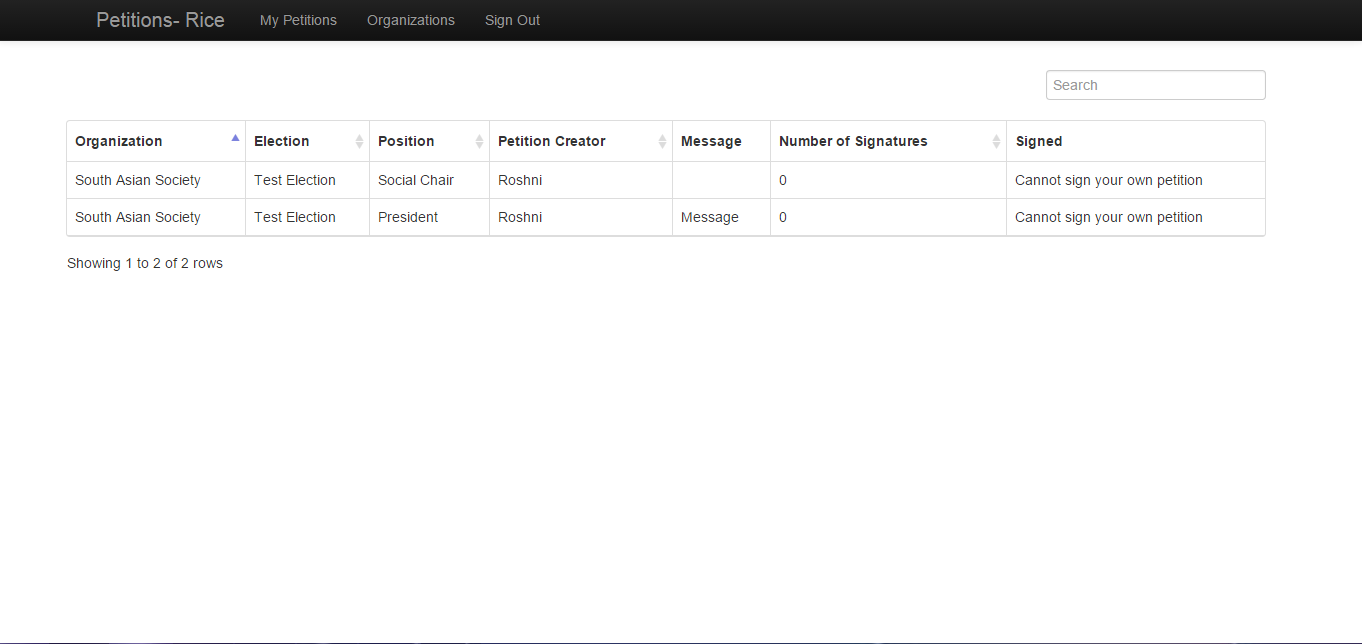 Petitions- Rice My Petitions Organizations Sign Out
Search
Organization Election Position Petition Creator Message Number of Signatures Signed
South Asian Society Test Election Social Chair Roshni 0 Cannot sign your own petition
South Asian Society Test Election President Roshni Message 0 Cannot sign your own petition
Showing 1 to 2 of 2 rows